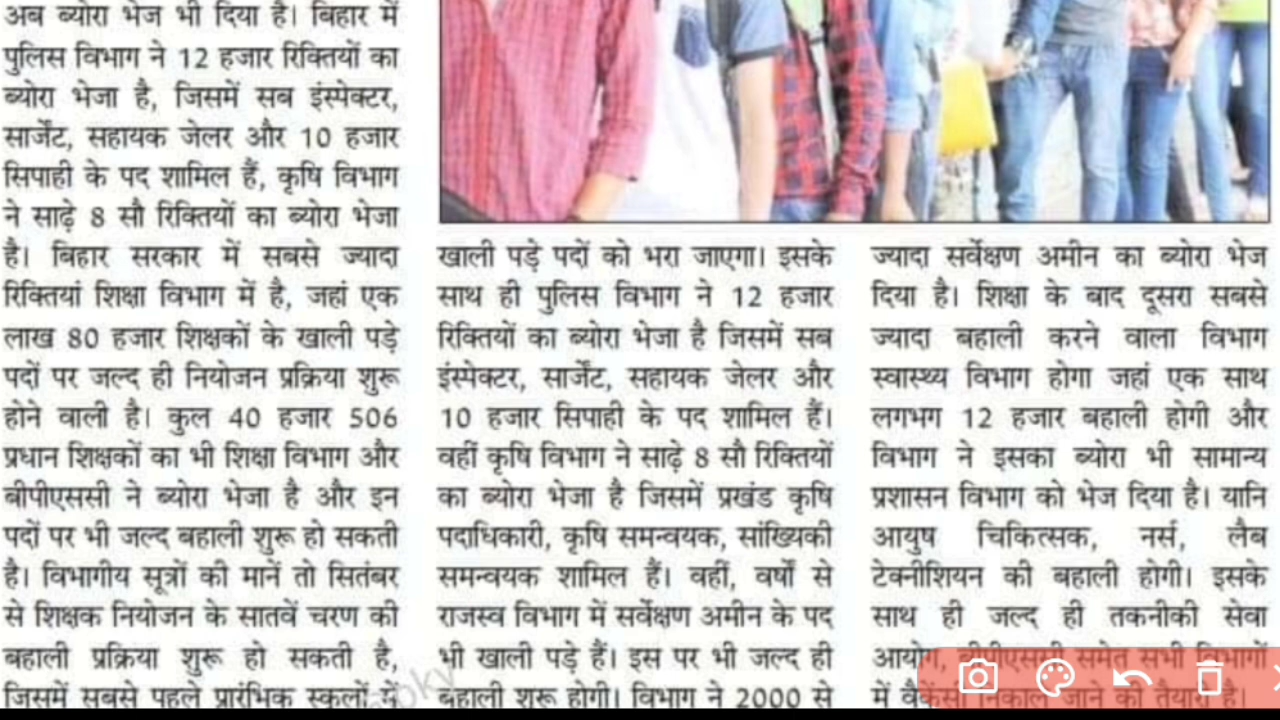 अब ब्योरा भेज भी दिया है। बिहार में
पुलिस विभाग ने 12 हजार रिक्तियों का
ब्योरा भेजा है, जिसमें सब इंस्पेक्टर,
सार्जेंट, सहायक जेलर और 10 हजार
सिपाही के पद शामिल हैं, कृषि विभाग
ने साढ़े 8 सौ रिक्तियों का ब्योरा भेजा
है। बिहार सरकार में सबसे ज्यादा
रिक्तियां शिक्षा विभाग में है, जहां एक
लाख 80 हजार शिक्षकों के खाली पड़े
पदों पर जल्द ही नियोजन प्रक्रिया शुरू
होने वाली है। कुल 40 हजार 506
प्रधान शिक्षकों का भी शिक्षा विभाग और
बीपीएससी ने ब्योरा भेजा है और इन
पदों पर भी जल्द बहाली शुरू हो सकती
है। विभागीय सूत्रों की मानें तो सितंबर
से शिक्षक नियोजन के सातवें चरण की
बहाली प्रक्रिया शुरू हो सकती है,
जिसमें सबसे पहले प्रारंभिक स्कूलों में
खाली पड़े पदों को भरा जाएगा। इसके
साथ ही पुलिस विभाग ने 12 हजार
रिक्तियों का ब्योरा भेजा है जिसमें सब
इंस्पेक्टर, सार्जेंट, सहायक जेलर और
10 हजार सिपाही के पद शामिल हैं।
वहीं कृषि विभाग ने साढ़े 8 सौ रिक्तियों
का ब्योरा भेजा है जिसमें प्रखंड कृषि
पदाधिकारी, कृषि समन्वयक, सांख्यिकी
समन्वयक शामिल हैं। वहीं, वर्षों से
राजस्व विभाग में सर्वेक्षण अमीन के पद
भी खाली पड़े हैं। इस पर भी जल्द ही
बहाली शुरू होगी। विभाग ने 2000 से
ज्यादा सर्वेक्षण अमीन का ब्योरा भेज
दिया है। शिक्षा के बाद दूसरा सबसे
ज्यादा बहाली करने वाला विभाग
स्वास्थ्य विभाग होगा जहां एक साथ
लगभग 12 हजार बहाली होगी और
विभाग ने इसका ब्योरा भी सामान्य
प्रशासन विभाग को भेज दिया है। यानि
आयुष चिकित्सक, नर्स, लैब
टेक्नीशियन की बहाली होगी। इसके
साथ ही जल्द ही तकनीकी सेवा
आयोग, बीपीएससी समेत सभी विभागों
में वैकेंसी निकाले जाने की तैयारी है।